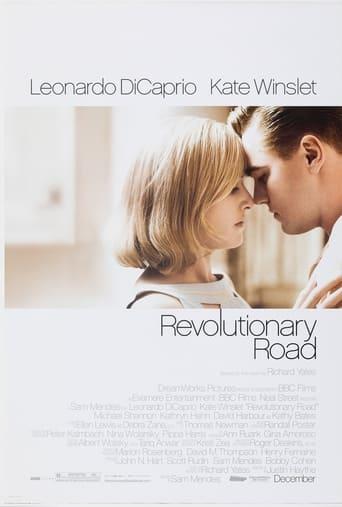 Leonardo DiCaprio Kate Winslet
Revolutionary
Road
Richard Yates
DreamWorks Pictures BBC Films
Evamere Entertainment BBC Films Neal Street
Sam Mendes Leonardo DiCaprio Kate Winslet "Revolutionary Road"
Michael Shannon Kathryn Hahn David Harbour & Kathy Bates
Ellen Lewis & Debra Zane Thomas Newman Randall Poster
Peter Kalmbach Nina Wolarsky Pippa Harris Ann Ruark Gina Amoroso
Albert Wolsky Tariq Anwar Kristi Zea Roger Deakins
Marion Rosenberg David M. Thompson Henry Fernaine
John N. Hart Scott Rudin Sam Mendes Bobby Cohen
Richard Yates Justin Haythe
Sam Mendes December